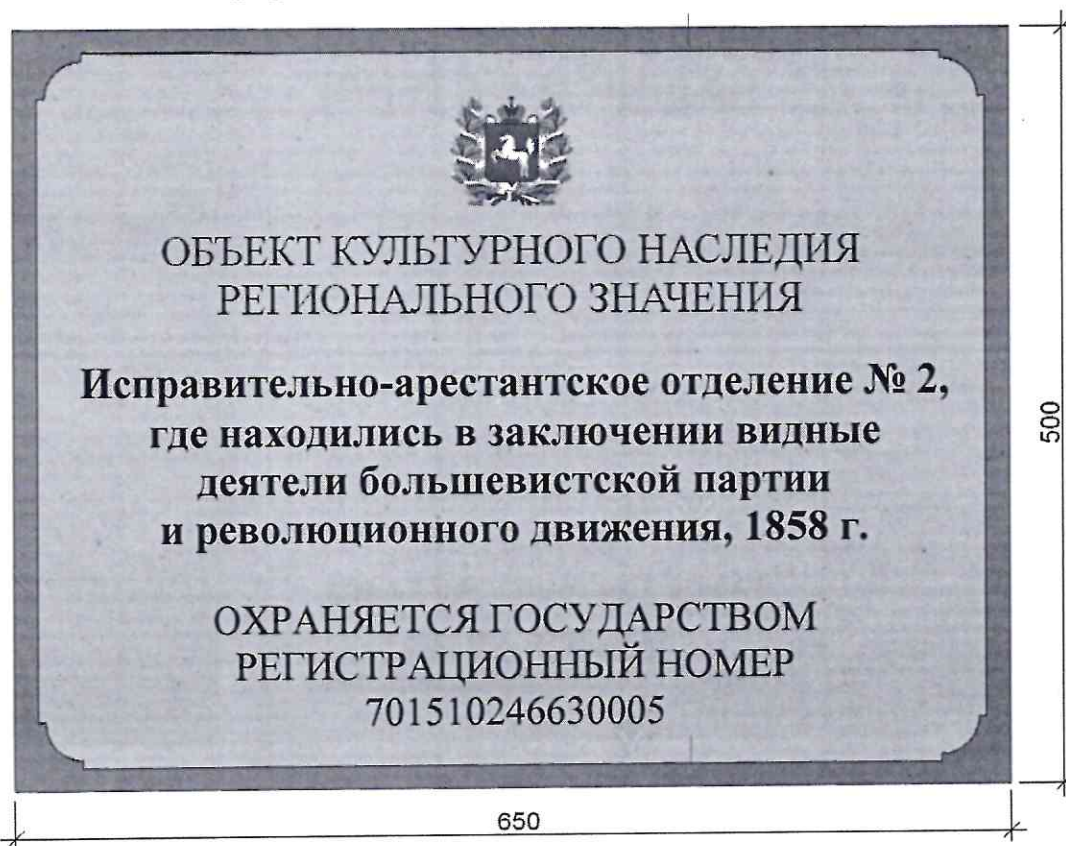 ОБЪЕКТ КУЛЬТУРНОГО НАСЛЕДИЯ
РЕГИОНАЛЬНОГО ЗНАЧЕНИЯ
Исправительно-арестантское отделение № 2,
где находились в заключении видные
деятели большевистской партии
и революционного движения, 1858 г.
ОХРАНЯЕТСЯ ГОСУДАРСТВОМ
РЕГИСТРАЦИОННЫЙ НОМЕР
701510246630005
500
650